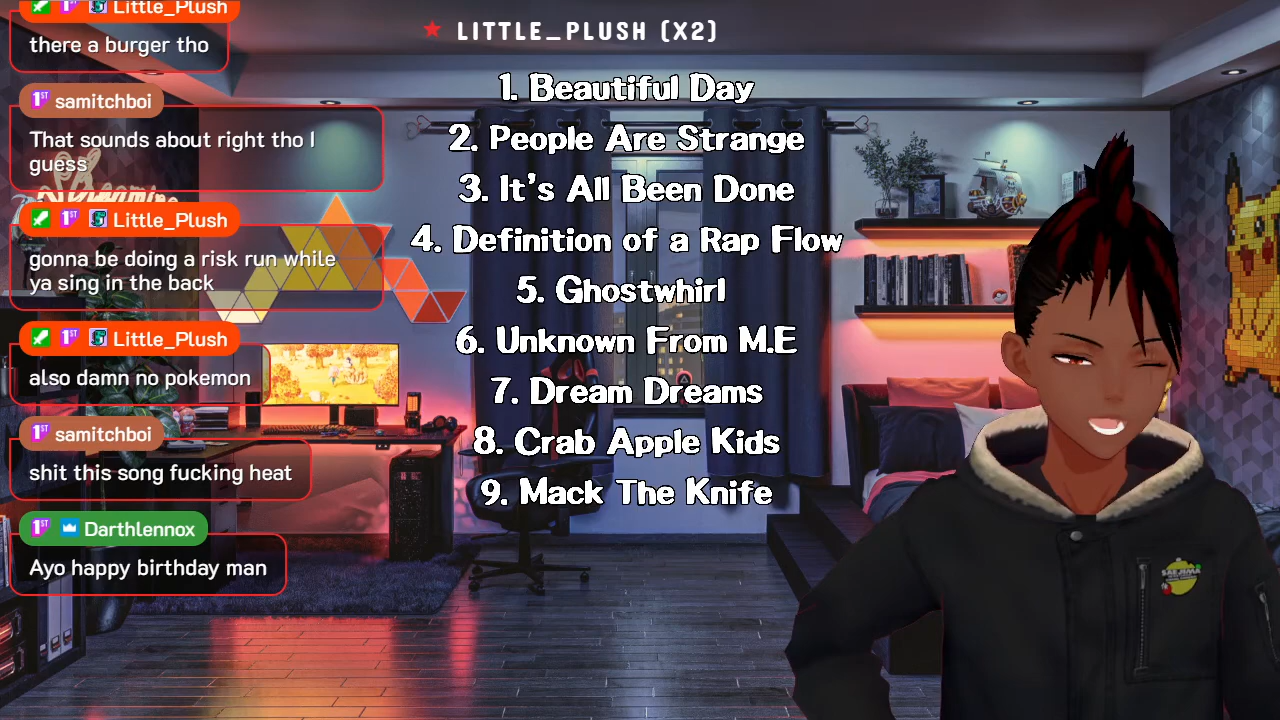 Little_Plush
there a burger tho
samitchboi
That sounds about right tho I
guess
Little_Plush
gonna be doing a risk run while
ya sing in the back
Little_Plush
also damn no pokemon
samitchboi
shit this song fucking heat
Darthlennox
Ayo happy birthday man
LITTLE_PLUSH (X2)
1. Beautiful Day
2. People Are Strange
3. It's All Been Done
4. Definition of a Rap Flow
5. Ghostwhirl
6. Unknown From M.E
7. Dream Dreams
8. Crab Apple Kids
9. Mack The Knife